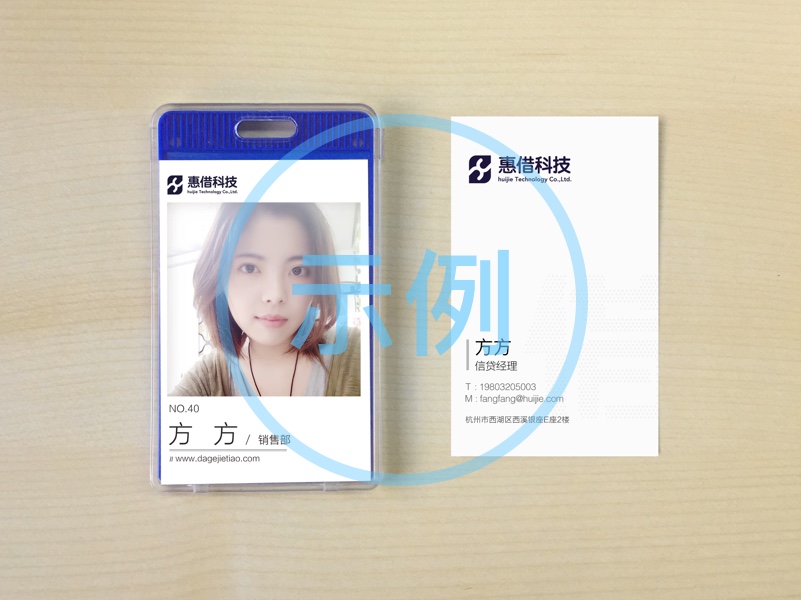 惠借科技
huijie Technology Co.,Ltd.
NO.40
方 方 / 销售部
# www.dagejietiao.com
示例
惠借科技
huijie Technology Co.,Ltd.
方方
信贷经理
T : 19803205003
M : fangfang@huijie.com
杭州市西湖区西溪银座E座2楼